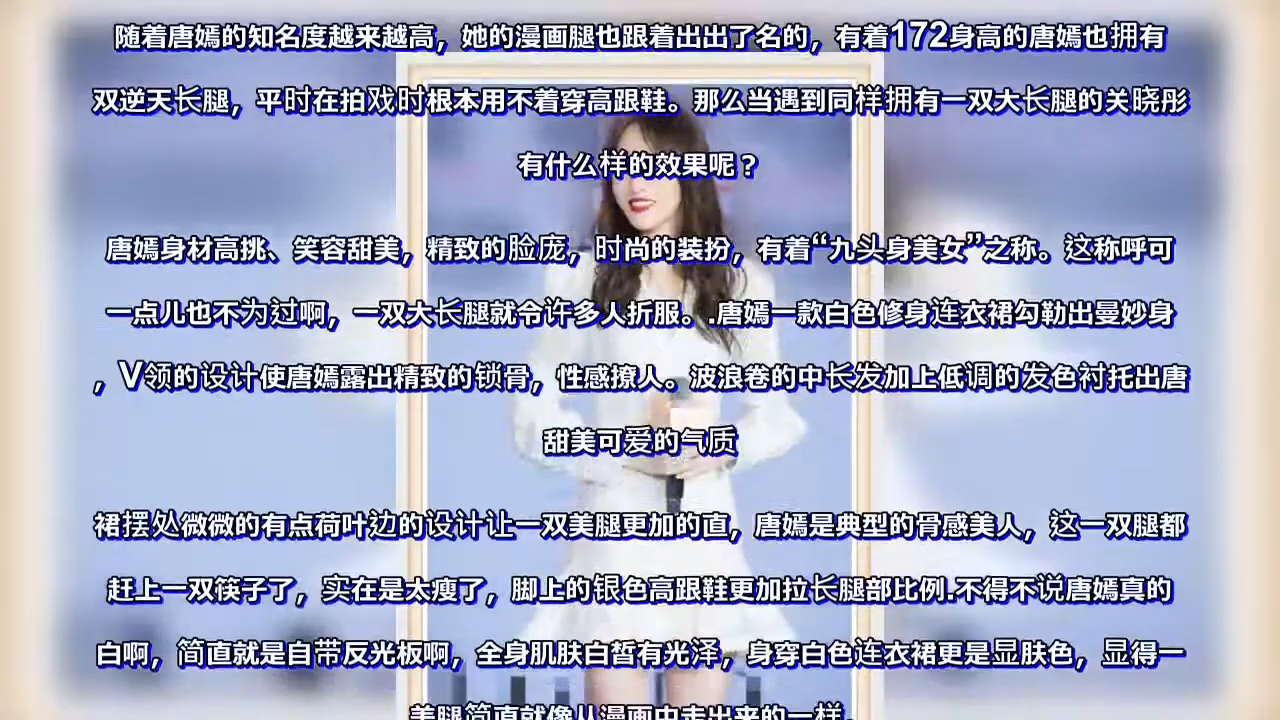 随着唐嫣的知名度越来越高，她的漫画腿也跟着出出了名的，有着172身高的唐嫣也拥有
双逆天长腿，平时在拍戏时根本用不着穿高跟鞋。那么当遇到同样拥有一双大长腿的关晓彤
有什么样的效果呢？
唐嫣身材高挑、笑容甜美，精致的脸庞，时尚的装扮，有着“九头身美女”之称。这称呼可
一点儿也不为过啊，一双大长腿就令许多人折服。.唐嫣一款白色修身连衣裙勾勒出曼妙身
，V领的设计使唐嫣露出精致的锁骨，性感撩人。波浪卷的中长发加上低调的发色衬托出唐
甜美可爱的气质
裙摆处微微的有点荷叶边的设计让一双美腿更加的直，唐嫣是典型的骨感美人，这一双腿都
赶上一双筷子了，实在是太瘦了，脚上的银色高跟鞋更加拉长腿部比例.不得不说唐嫣真的
白啊，简直就是自带反光板啊，全身肌肤白皙有光泽，身穿白色连衣裙更是显肤色，显得一
美腿简直就像从漫画中走出来的一样。